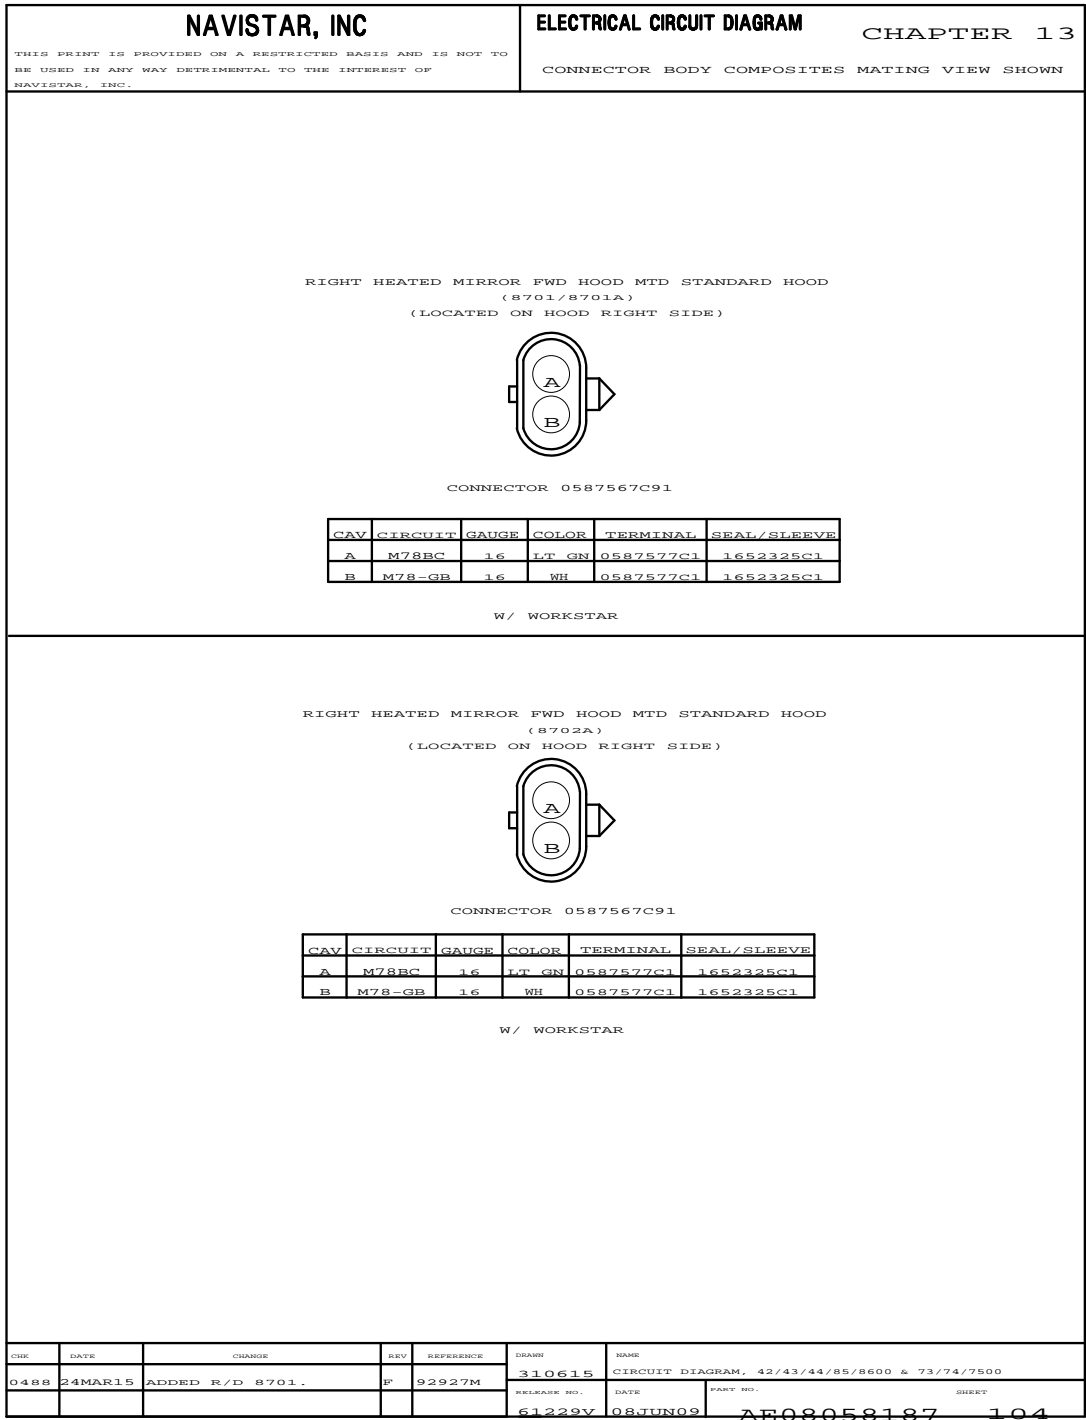 NAVISTAR, INC
THIS PRINT IS PROVIDED ON A RESTRICTED BASIS AND IS NOT TO
BE USED IN ANY WAY DETRIMENTAL TO THE INTEREST OF
NAVISTAR, INC.
ELECTRICAL CIRCUIT DIAGRAM
CHAPTER 13
CONNECTOR BODY COMPOSITES MATING VIEW SHOWN
RIGHT HEATED MIRROR FWD HOOD MTD STANDARD HOOD
(8701/8701A)
(LOCATED ON HOOD RIGHT SIDE)
A
B
CONNECTOR 0587567C91
CAV CIRCUIT GAUGE COLOR TERMINAL SEAL/SLEEVE
A M78BC 16 LT GN 0587577C1 1652325C1
B M78-GB 16 WH 0587577C1 1652325C1
W/ WORKSTAR
RIGHT HEATED MIRROR FWD HOOD MTD STANDARD HOOD
(8702A)
(LOCATED ON HOOD RIGHT SIDE)
A
B
CONNECTOR 0587567C91
CAV CIRCUIT GAUGE COLOR TERMINAL SEAL/SLEEVE
A M78BC 16 LT GN 0587577C1 1652325C1
B M78-GB 16 WH 0587577C1 1652325C1
W/ WORKSTAR
CHK DATE CHANGE REV REFERENCE
0488 24MAR15 ADDED R/D 8701. F 92927M
DRAWN
310615
NAME
CIRCUIT DIAGRAM, 42/43/44/85/8600 & 73/74/7500
RELEASE NO.
61229V
DATE
08JUN09
PART NO.
AE08058187
SHEET
104